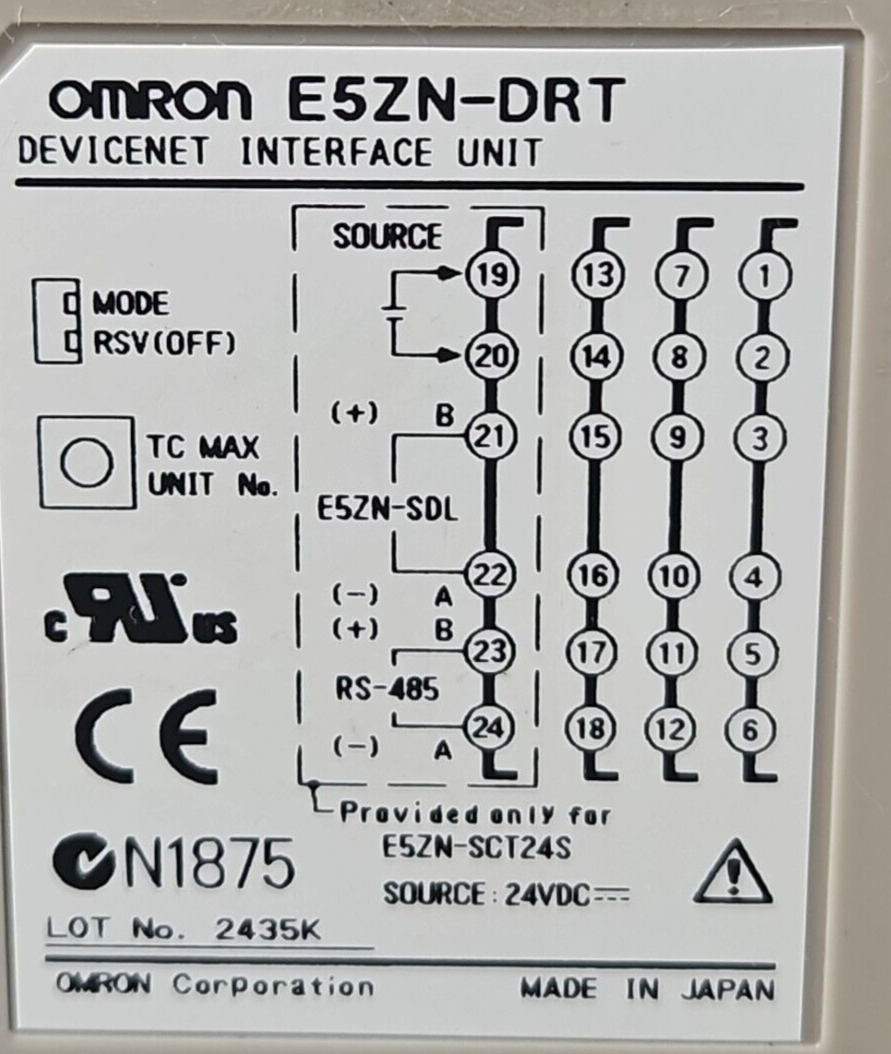 OMRON E5ZN-DRT
DEVICENET INTERFACE UNIT
SOURCE
19 13 7 1
MODE
RSV(OFF)
20 14 8 2
(+) B
21 15 9 3
TC MAX
UNIT No.
E5ZN-SDL
22 16 10 4
(-) A
(+) B
23 17 11 5
RS-485
24 18 12 6
(-) A
c RU us
CE
Provided only for
E5ZN-SCT24S
SOURCE: 24VDC
N1875
LOT No. 2435K
OMRON Corporation MADE IN JAPAN